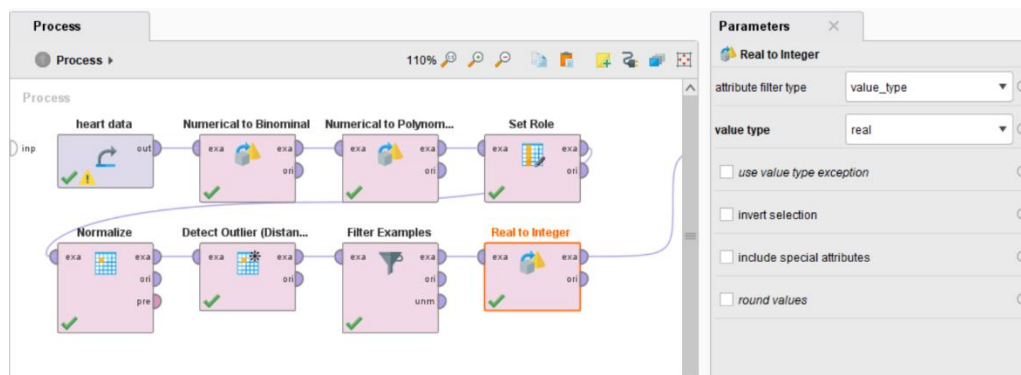 Process
Process
110%
Process
heart data
Numerical to Binominal
Numerical to Polynom...
Set Role
inp
out
exa
exa
ori
exa
exa
ori
exa
exa
ori
Normalize
Detect Outlier (Distan...
Filter Examples
Real to Integer
exa
exa
ori
pre
exa
exa
ori
exa
exa
ori
unm
exa
exa
ori
Parameters
Real to Integer
attribute filter type
value_type
value type
real
use value type exception
invert selection
include special attributes
round values